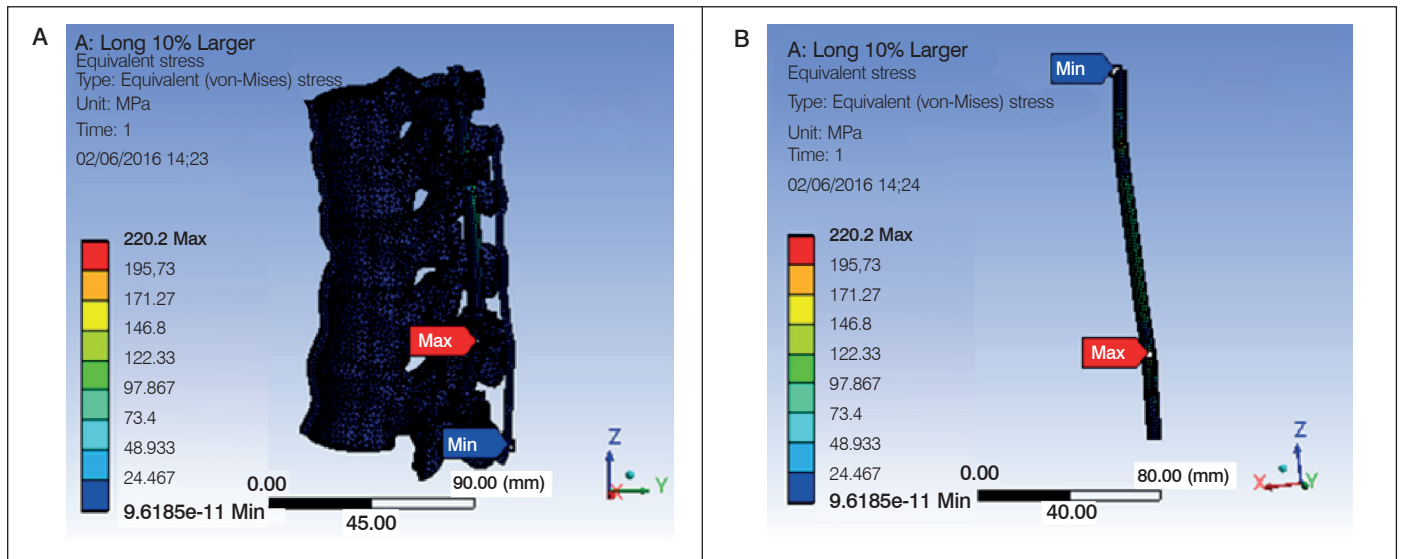 A
A: Long 10% Larger
Equivalent stress
Type: Equivalent (von-Mises) stress
Unit: MPa
Time: 1
02/06/2016 14;23
220.2 Max
195,73
171.27
146.8
122.33
97.867
73.4
48.933
24.467
9.6185e-11 Min
Max
Min
0.00
90.00 (mm)
45.00
Z
Y
X
B
A: Long 10% Larger
Equivalent stress
Type: Equivalent (von-Mises) stress
Unit: MPa
Time: 1
02/06/2016 14;24
220.2 Max
195,73
171.27
146.8
122.33
97.867
73.4
48.933
24.467
9.6185e-11 Min
Min
Max
0.00
80.00 (mm)
40.00
Z
X
Y